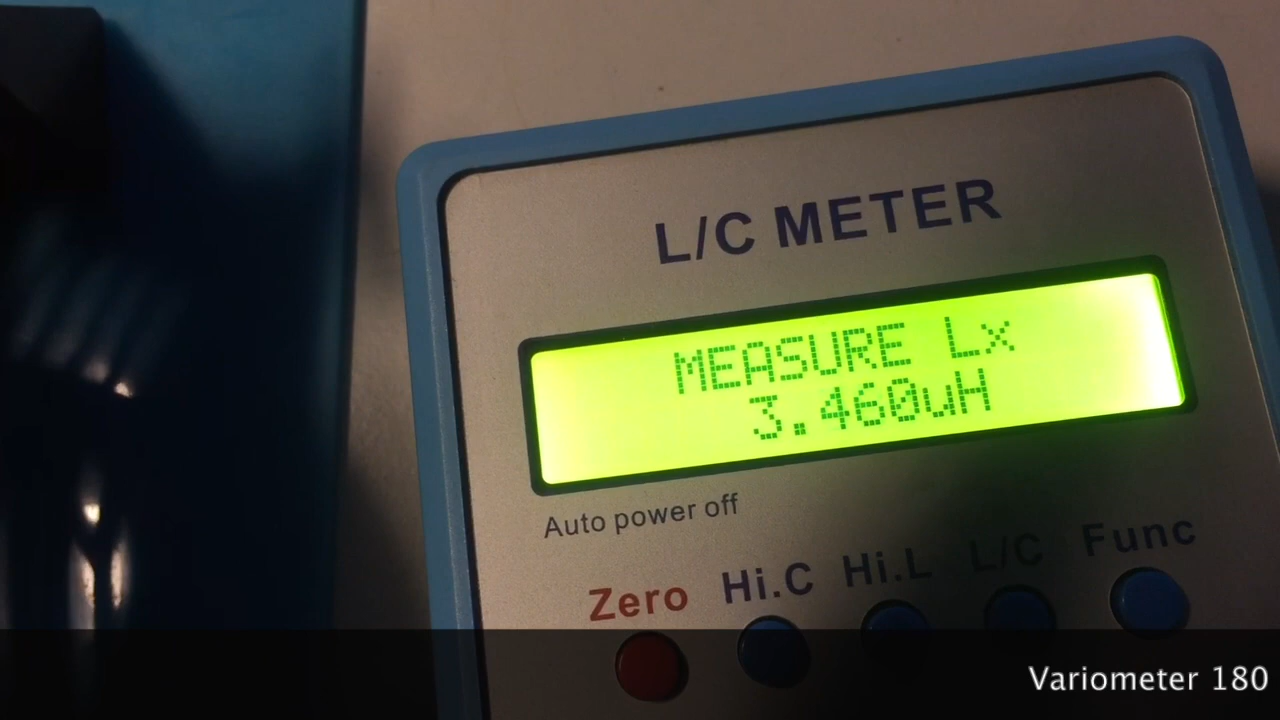 L/C METER
MEASURE Lx
3.460uH
Auto power off
Zero Hi.C Hi.L L/C Func
Variometer 180